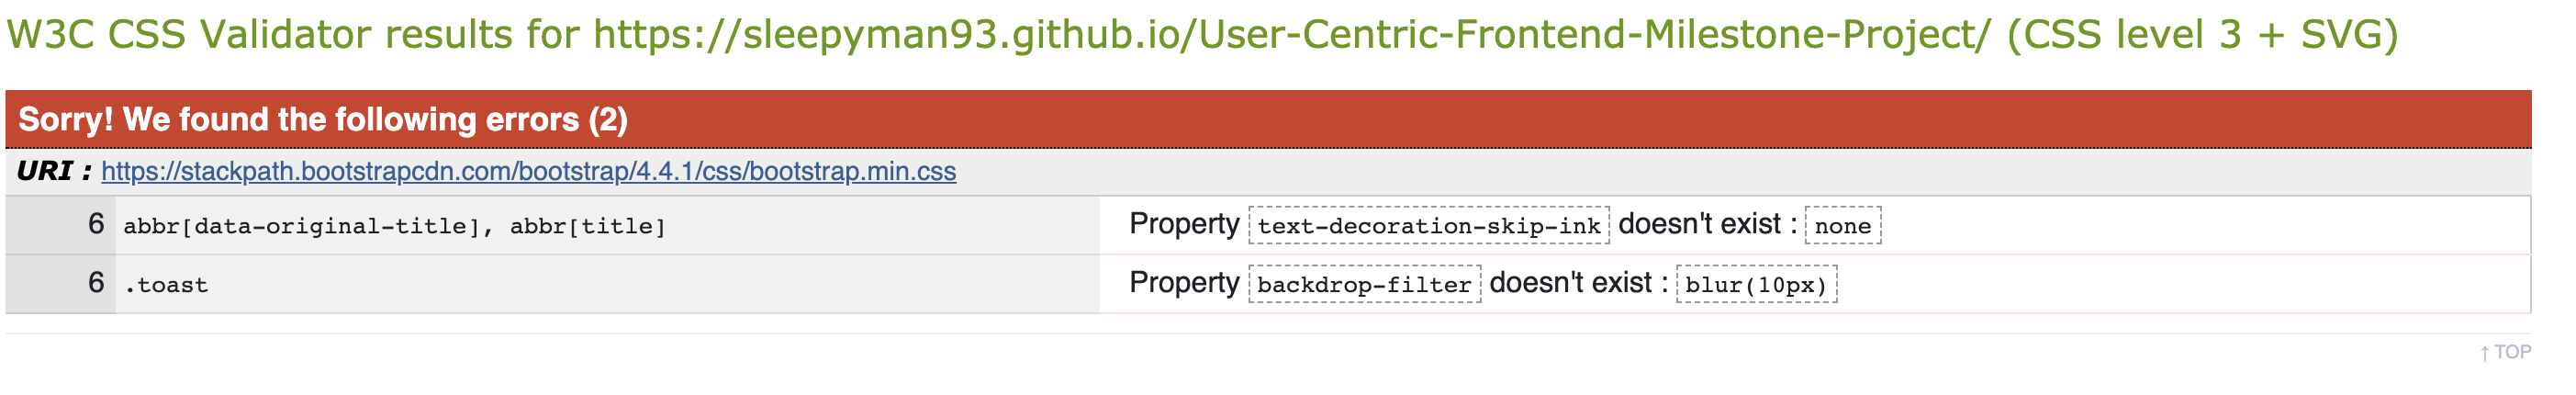 W3C CSS Validator results for https://sleepyman93.github.io/User-Centric-Frontend-Milestone-Project/ (CSS level 3 + SVG)
Sorry! We found the following errors (2)
URI : https://stackpath.bootstrapcdn.com/bootstrap/4.4.1/css/bootstrap.min.css
6 abbr[data-original-title], abbr[title] Property text-decoration-skip-ink doesn't exist : none
6 .toast Property backdrop-filter doesn't exist : blur(10px)
↑ TOP